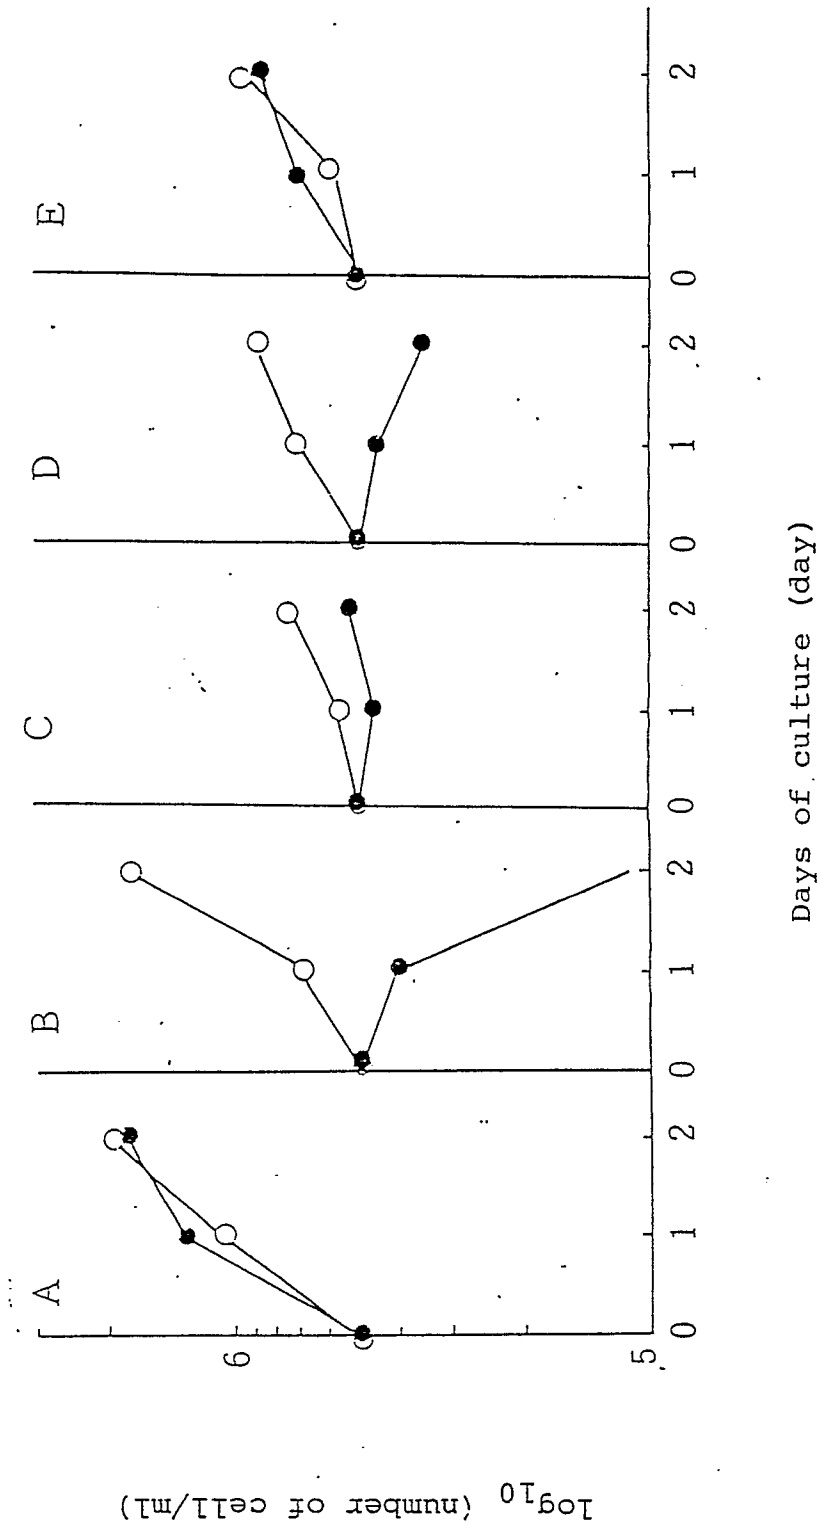 E
0 1 2
D
0 1 2
C
0 1 2
B
0 1 2
A
0 1 2
6
5
Days of culture (day)
log10 (number of cell/ml)